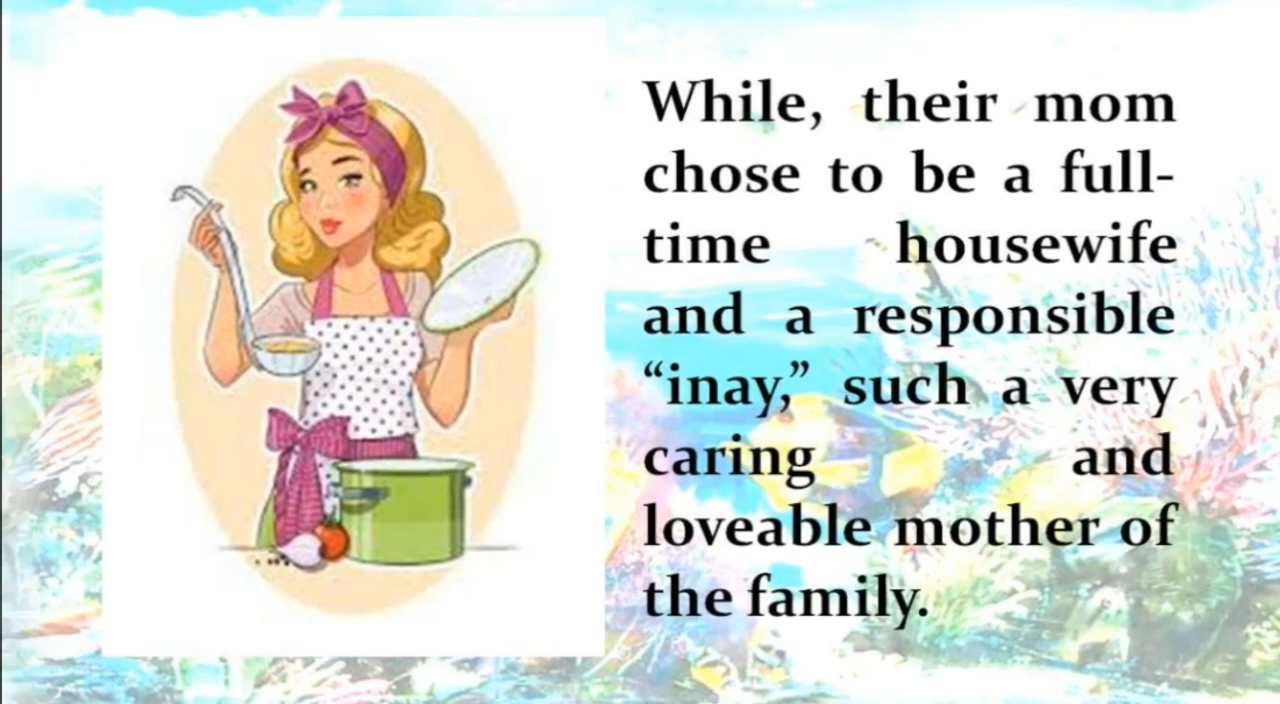 While, their mom
chose to be a full-
time housewife
and a responsible
“inay,” such a very
caring and
loveable mother of
the family.